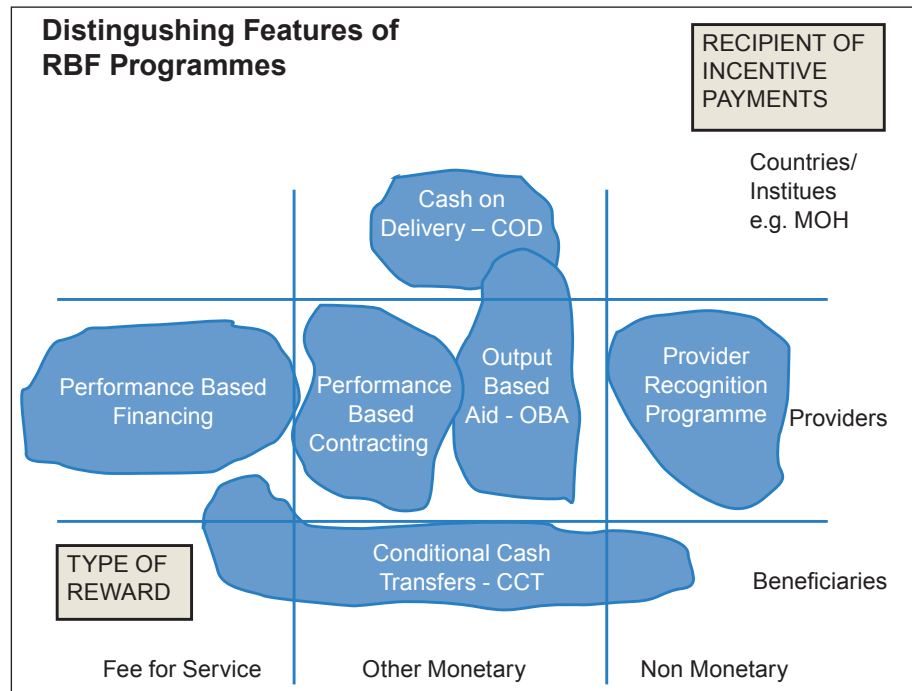 Distingushing Features of
RBF Programmes
RECIPIENT OF
INCENTIVE
PAYMENTS
Countries/
Institues
e.g. MOH
Cash on
Delivery – COD
Performance Based
Financing
Performance
Based
Contracting
Output
Based
Aid - OBA
Provider
Recognition
Programme
Providers
TYPE OF
REWARD
Conditional Cash
Transfers - CCT
Beneficiaries
Fee for Service
Other Monetary
Non Monetary